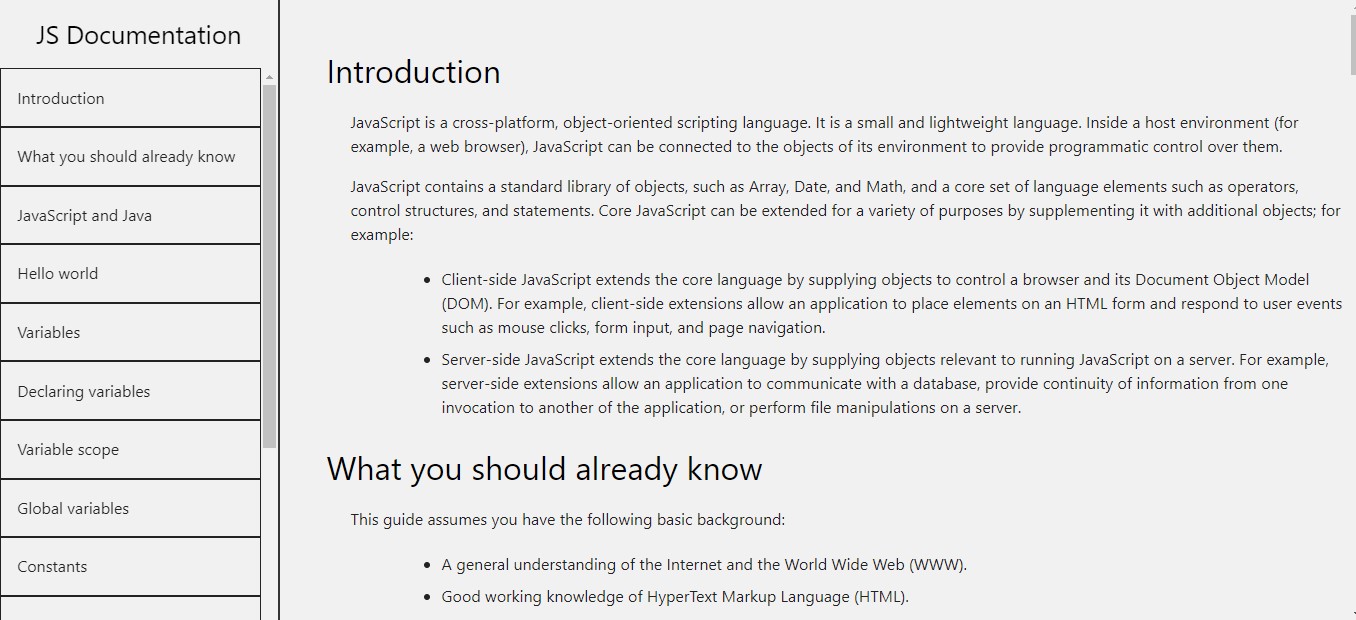 JS Documentation
Introduction
What you should already know
JavaScript and Java
Hello world
Variables
Declaring variables
Variable scope
Global variables
Constants
Introduction
JavaScript is a cross-platform, object-oriented scripting language. It is a small and lightweight language. Inside a host environment (for
example, a web browser), JavaScript can be connected to the objects of its environment to provide programmatic control over them.
JavaScript contains a standard library of objects, such as Array, Date, and Math, and a core set of language elements such as operators,
control structures, and statements. Core JavaScript can be extended for a variety of purposes by supplementing it with additional objects; for
example:
• Client-side JavaScript extends the core language by supplying objects to control a browser and its Document Object Model
(DOM). For example, client-side extensions allow an application to place elements on an HTML form and respond to user events
such as mouse clicks, form input, and page navigation.
• Server-side JavaScript extends the core language by supplying objects relevant to running JavaScript on a server. For example,
server-side extensions allow an application to communicate with a database, provide continuity of information from one
invocation to another of the application, or perform file manipulations on a server.
What you should already know
This guide assumes you have the following basic background:
• A general understanding of the Internet and the World Wide Web (WWW).
• Good working knowledge of HyperText Markup Language (HTML).